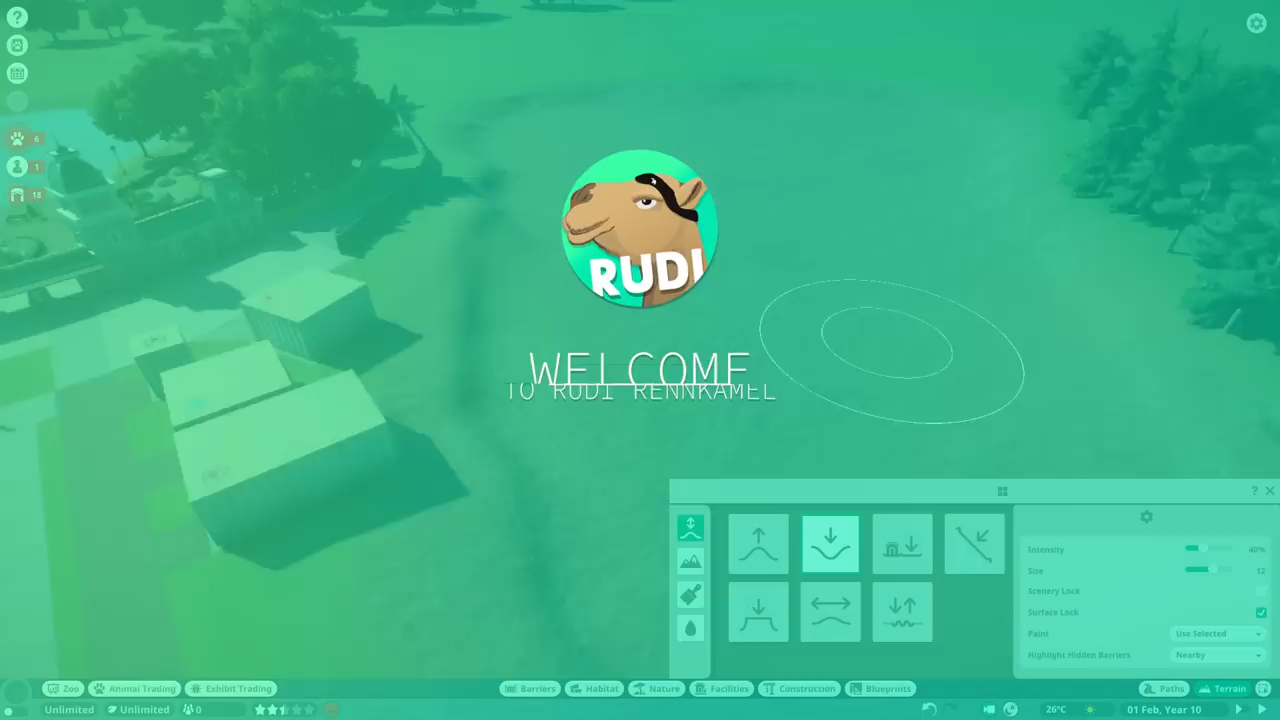 ?
6
1
18
RUDI
WELCOME
TO RUDI RENNKAMEL
? ×
Intensity 40%
Size 12
Scenery Lock
Surface Lock
Paint Use Selected
Highlight Hidden Barriers Nearby
Zoo Animal Trading Exhibit Trading Barriers Habitat Nature Facilities Construction Blueprints Paths Terrain
Unlimited Unlimited 0 26°C 01 Feb, Year 10